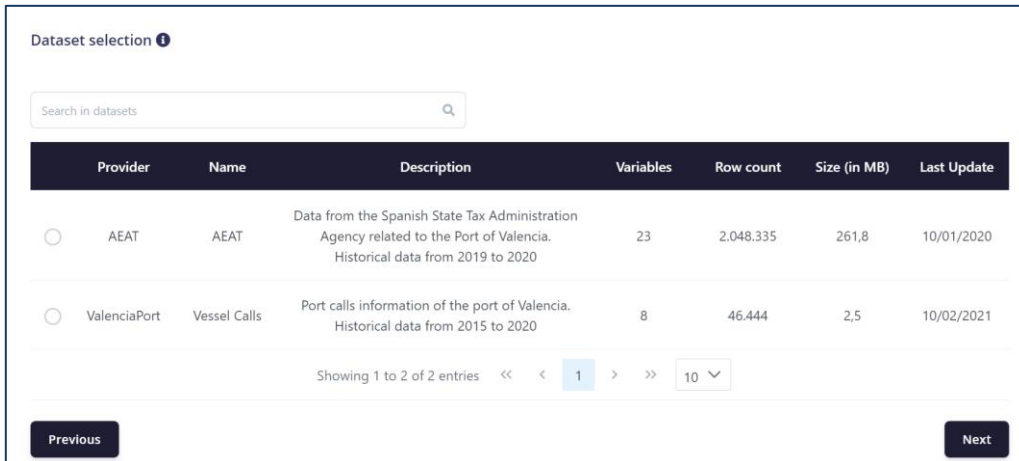 Dataset selection
Search in datasets
Provider Name Description Variables Row count Size (in MB) Last Update
Data from the Spanish State Tax Administration
AEAT AEAT Agency related to the Port of Valencia. 23 2.048.335 261,8 10/01/2020
Historical data from 2019 to 2020
Port calls information of the port of Valencia.
ValenciaPort Vessel Calls 8 46.444 2,5 10/02/2021
Historical data from 2015 to 2020
Showing 1 to 2 of 2 entries << < 1 > >> 10
Previous Next